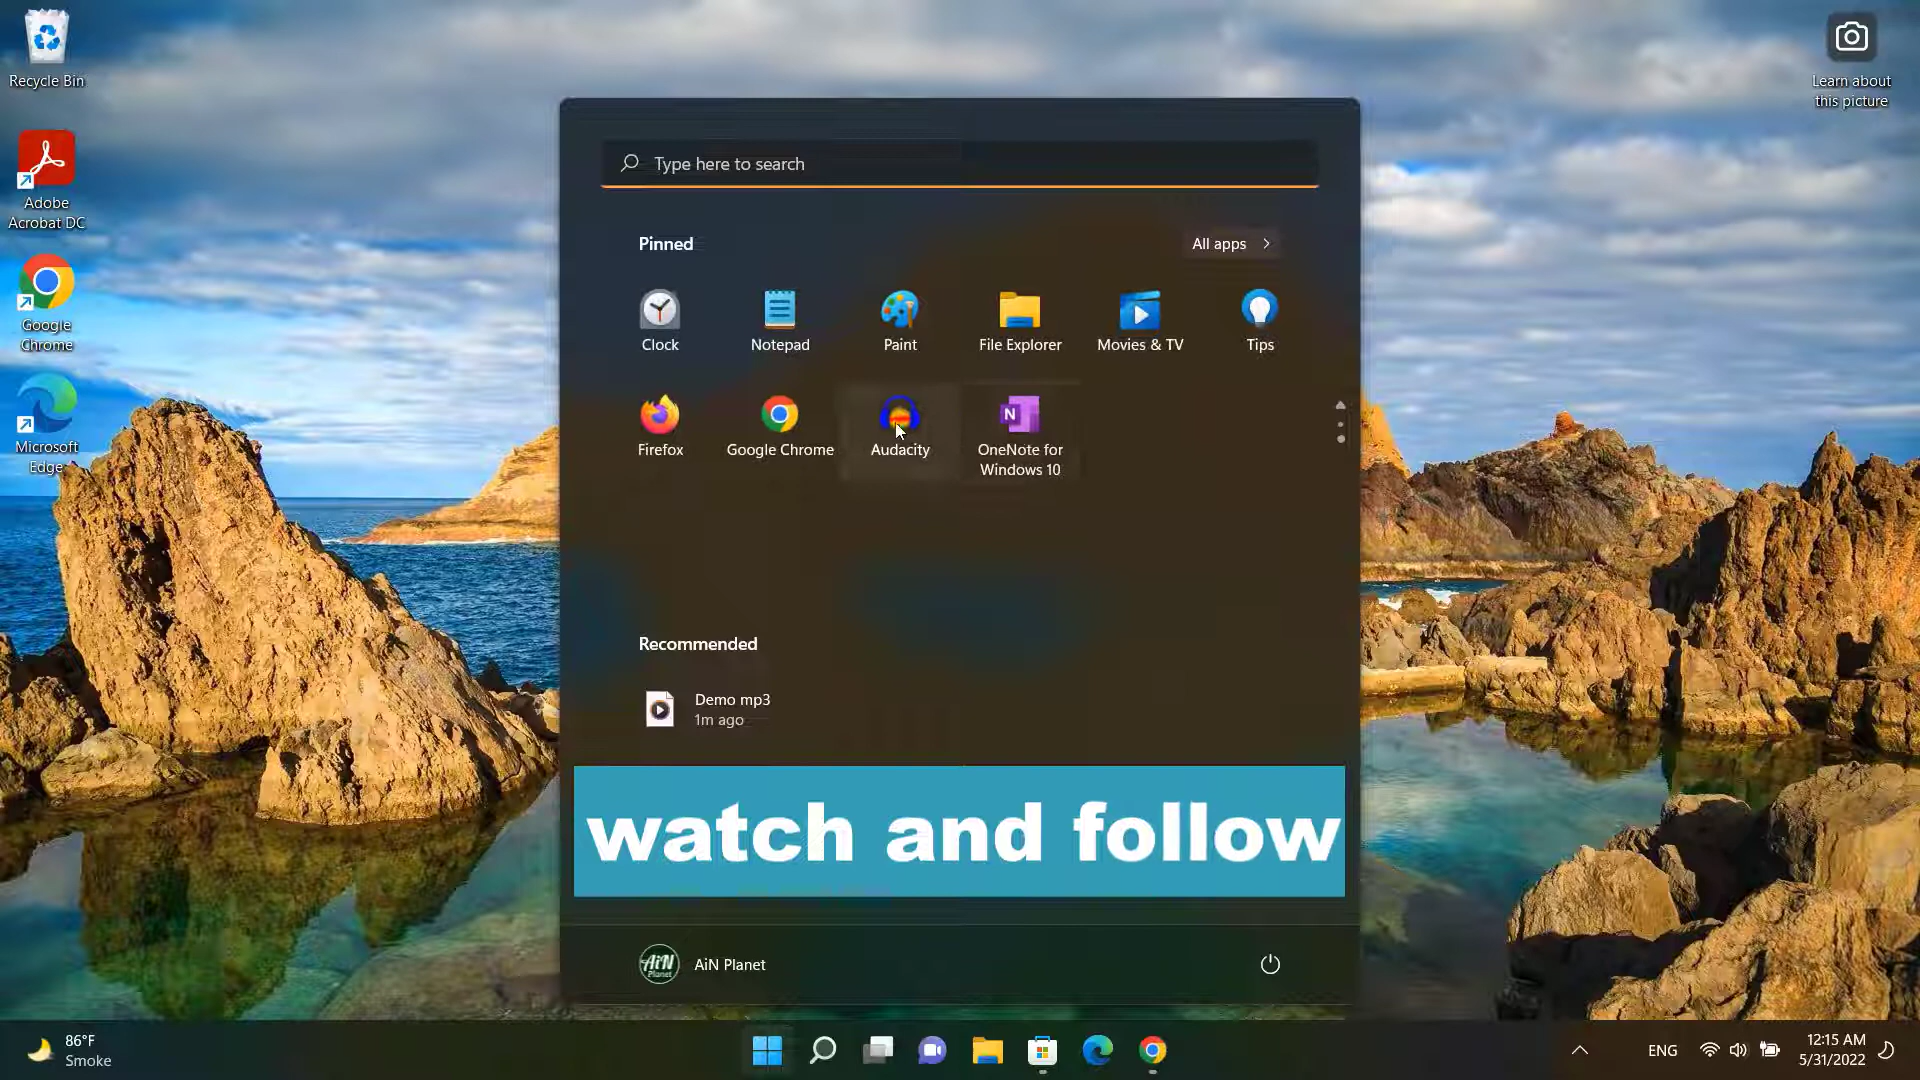 Recycle Bin
Adobe
Acrobat DC
Google
Chrome
Microsoft
Edge
Learn about
this picture
Type here to search
Pinned
All apps
Clock
Notepad
Paint
File Explorer
Movies & TV
Tips
Firefox
Google Chrome
Audacity
OneNote for
Windows 10
Recommended
Demo mp3
1m ago
watch and follow
AiN
Planet
AiN Planet
86°F
Smoke
ENG
12:15 AM
5/31/2022